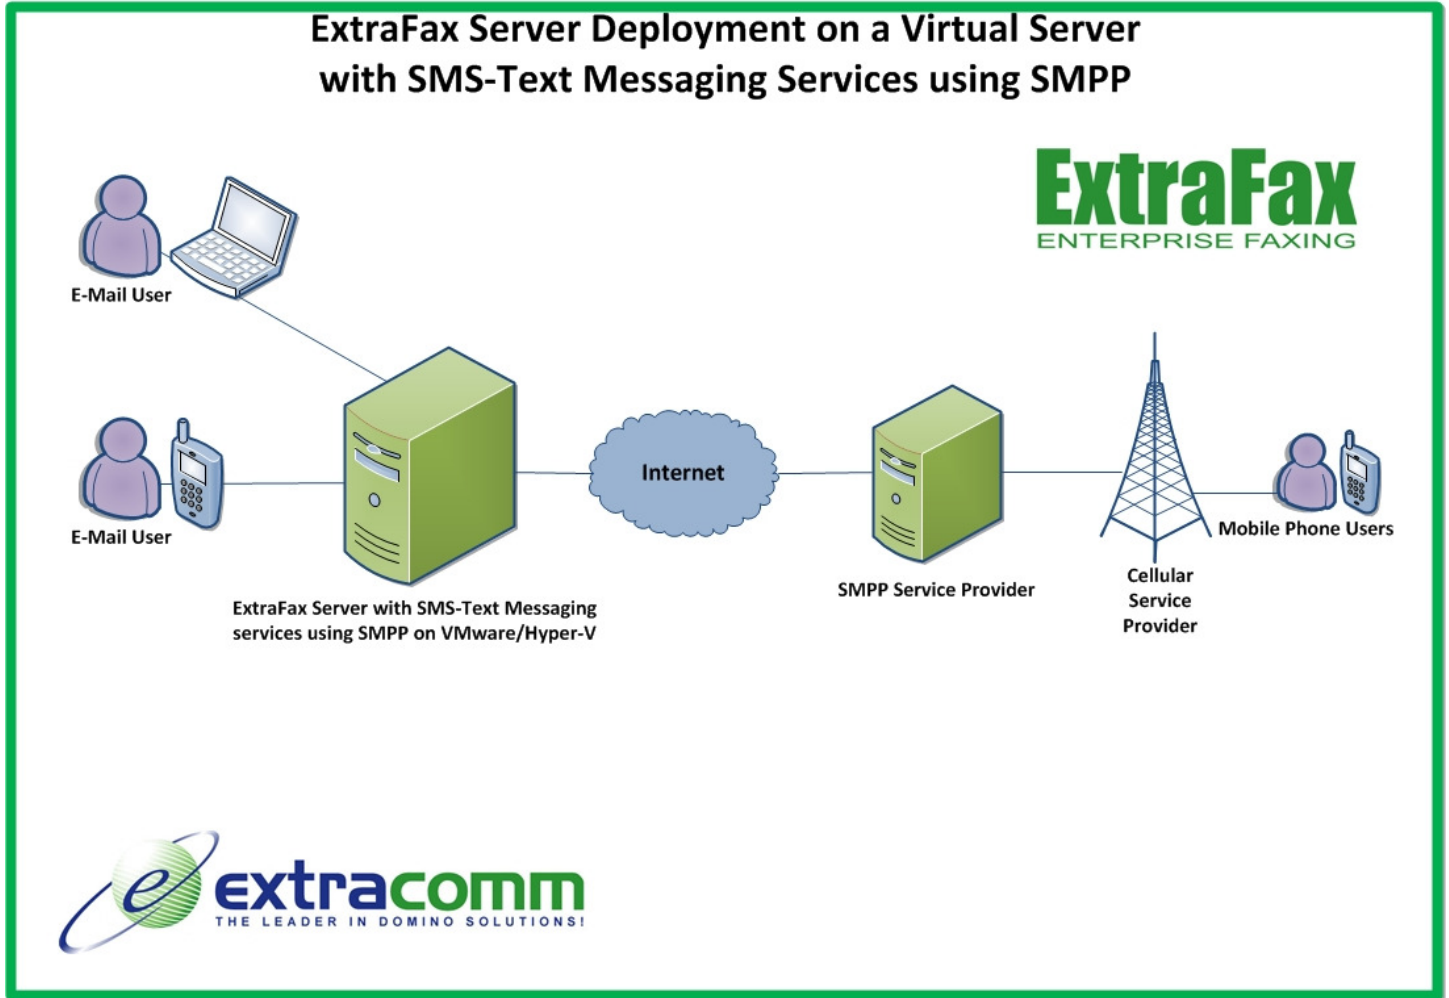 ExtraFax Server Deployment on a Virtual Server
with SMS-Text Messaging Services using SMPP
ExtraFax
ENTERPRISE FAXING
E-Mail User
E-Mail User
Internet
Mobile Phone Users
SMPP Service Provider
Cellular
Service
Provider
ExtraFax Server with SMS-Text Messaging
services using SMPP on VMware/Hyper-V
e extracomm
THE LEADER IN DOMINO SOLUTIONS!